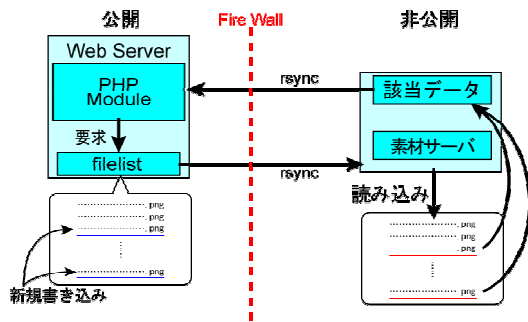 公開
Fire Wall
非公開
Web Server
PHP
Module
rsync
該当データ
要求
filelist
素材サーバ
rsync
読み込み
.png
.png
.png
.png
新規書き込み
.png
.png
.png
.png